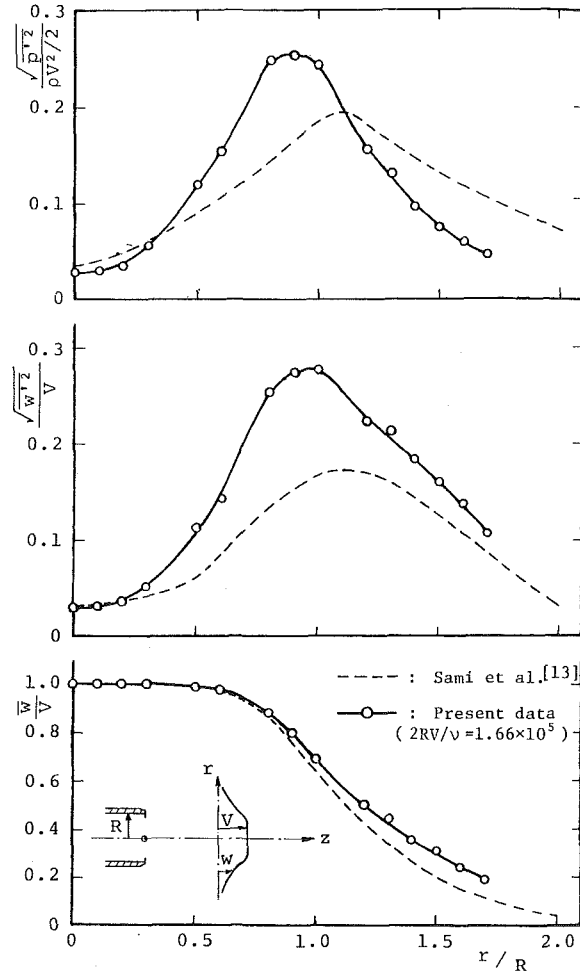 0.3
√p'²
ρV²/2
0.2
0.1
0
0.3
√w'²
V
0.2
0.1
0
1.0
w̅
V
0.8
0.6
0.4
0.2
0
--- : Sami et al.[13]
—o— : Present data
( 2RV/ν =1.66×10⁵ )
r
R
V
w
z
0
0.5
1.0
1.5
2.0
r/R